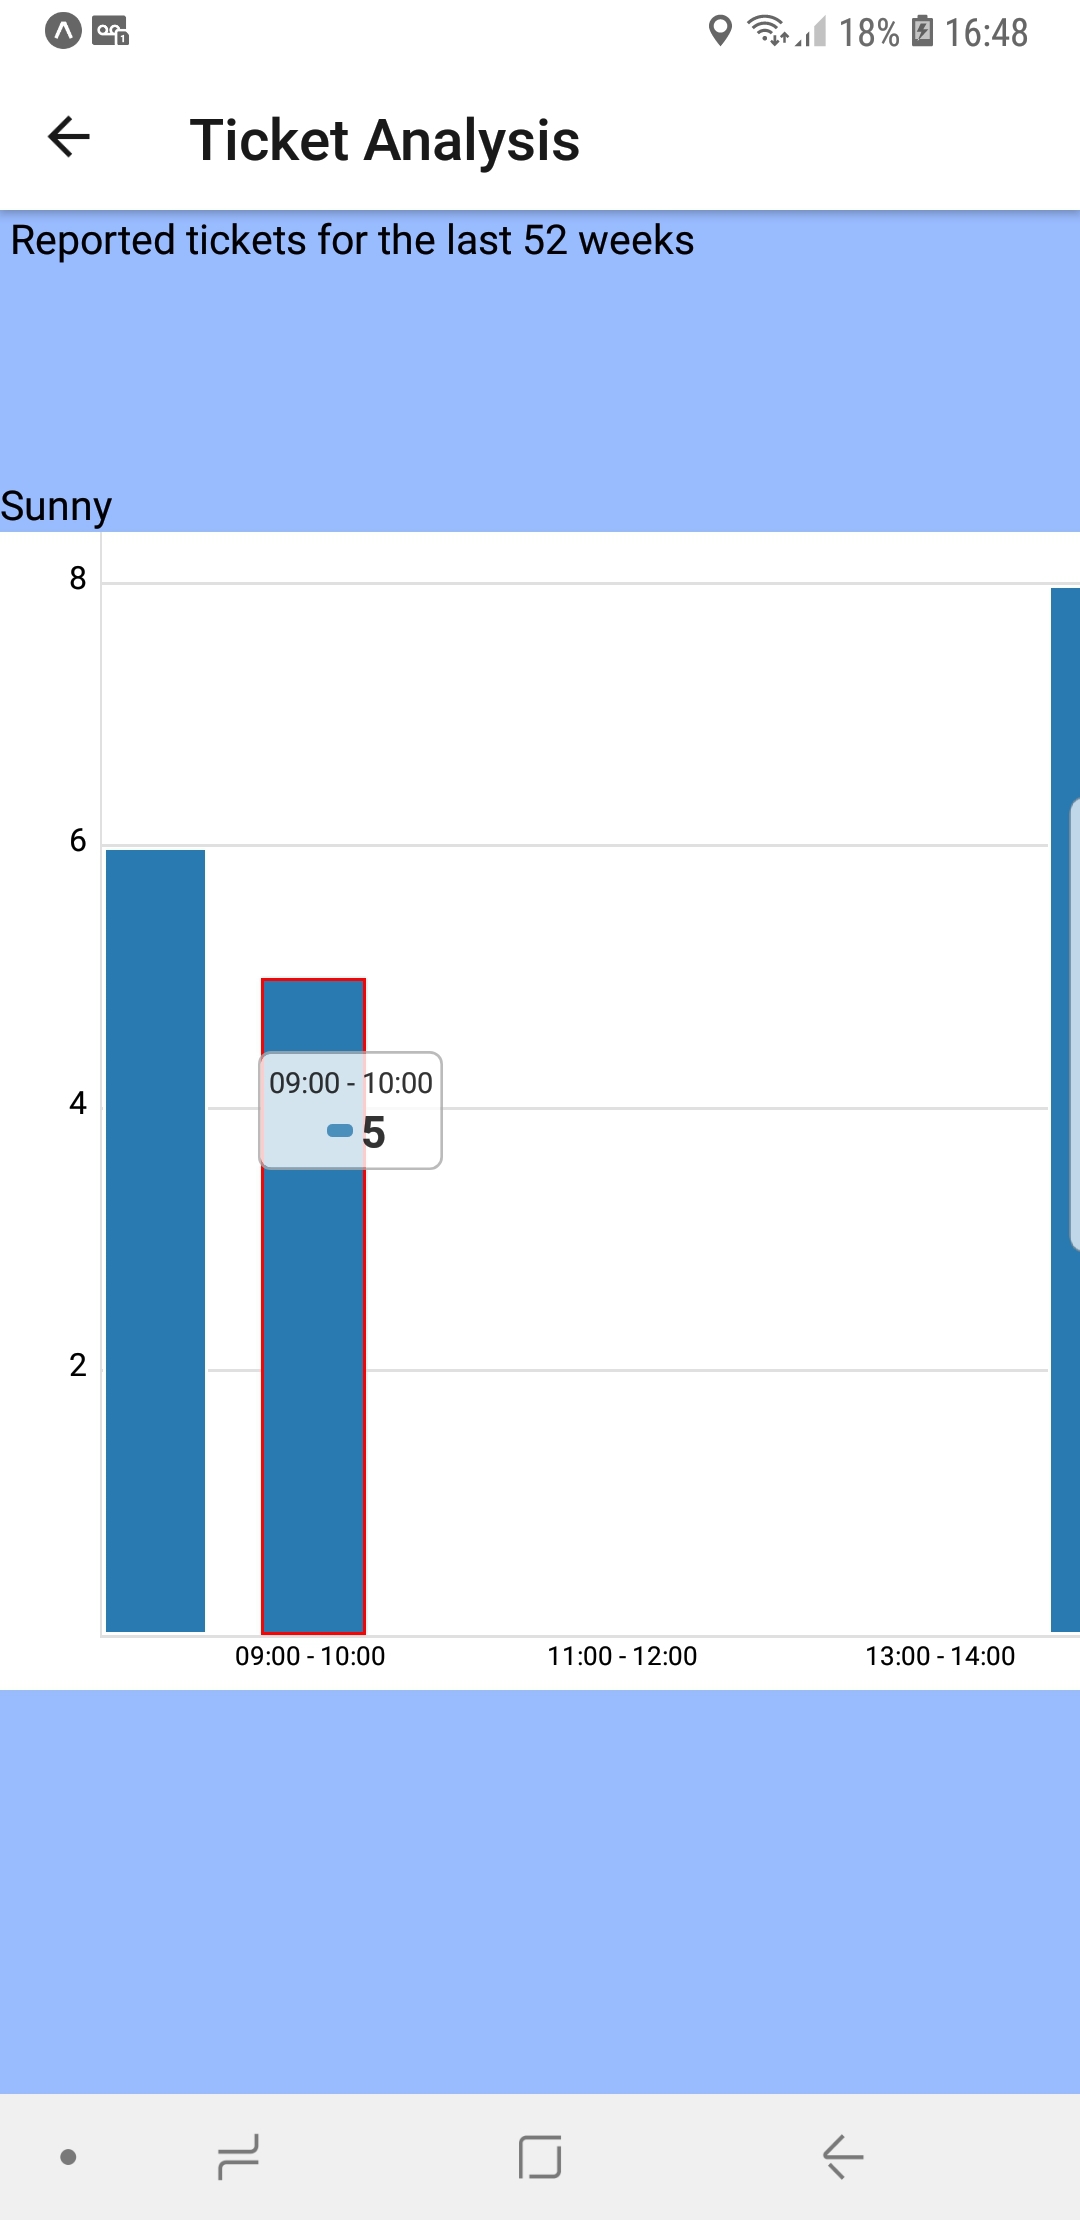 18% 16:48
Ticket Analysis
Reported tickets for the last 52 weeks
Sunny
8
6
4
2
09:00 - 10:00
5
09:00 - 10:00 11:00 - 12:00 13:00 - 14:00